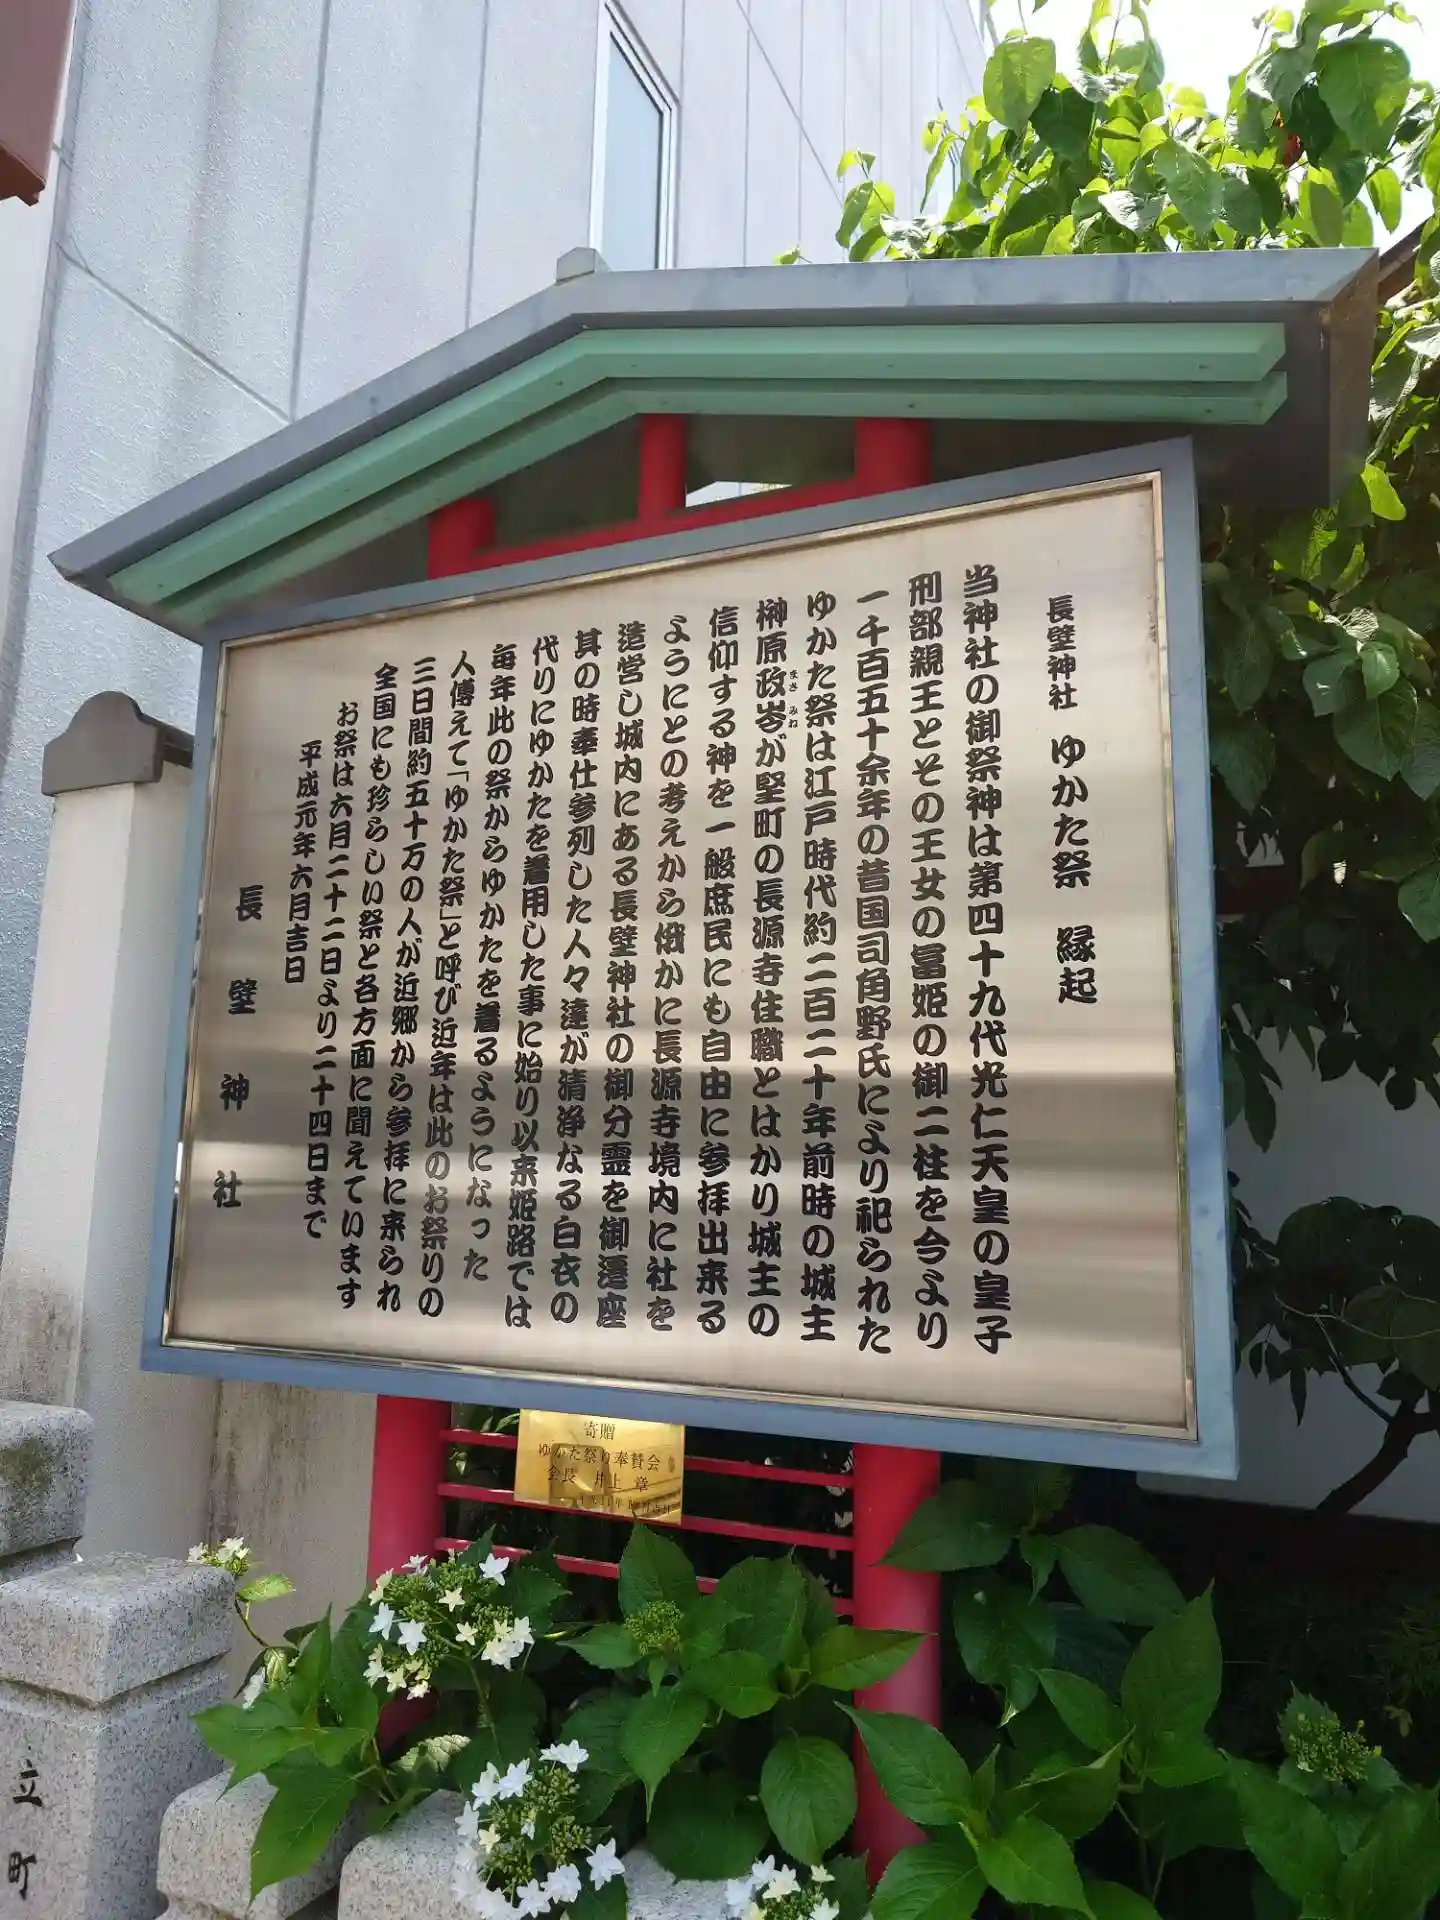 長壁神社 ゆかた祭 縁起
当神社の御祭神は第四十九代光仁天皇の皇子
刑部親王とその王女の富姫の御二柱を今より
一千百五十余年の昔国司角野氏により祀られた
ゆかた祭は江戸時代約二百二十年前時の城主
榊原政岑が竪町の長源寺住職とはかり城主の
まさ みね
信仰する神を一般庶民にも自由に参拝出来る
ようにとの考えから俄かに長源寺境内に社を
造営し城内にある長壁神社の御分霊を御遷座
其の時奉仕参列した人々達が清浄なる白衣の
代りにゆかたを着用した事に始り以来姫路では
毎年此の祭からゆかたを着るようになった
人傳えて「ゆかた祭」と呼び近年は此のお祭りの
三日間約五十万の人が近郷から参拝に来られ
全国にも珍らしい祭と各方面に聞えています
お祭は六月二十二日より二十四日まで
平成元年六月吉日
長壁神社
寄贈
ゆかた祭り奉賛会
会長 井上 章
立町